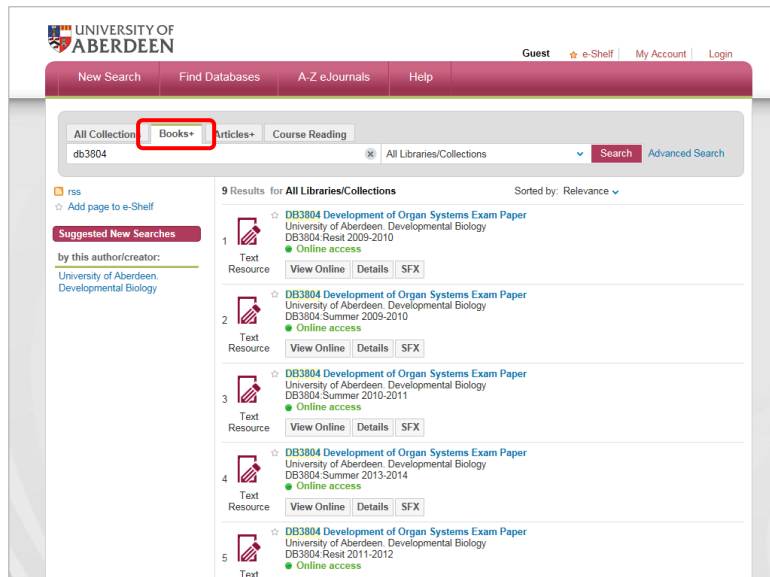 UNIVERSITY OF
ABERDEEN
Guest e-Shelf My Account Login
New Search Find Databases A-Z eJournals Help
All Collections Books+ Articles+ Course Reading
db3804 All Libraries/Collections Search Advanced Search
rss
Add page to e-Shelf
Suggested New Searches
by this author/creator:
University of Aberdeen.
Developmental Biology
9 Results for All Libraries/Collections Sorted by: Relevance
DB3804 Development of Organ Systems Exam Paper
University of Aberdeen. Developmental Biology
DB3804:Resit 2009-2010
1
Online access
Text
Resource
View Online Details SFX
DB3804 Development of Organ Systems Exam Paper
University of Aberdeen. Developmental Biology
DB3804:Summer 2009-2010
2
Online access
Text
Resource
View Online Details SFX
DB3804 Development of Organ Systems Exam Paper
University of Aberdeen. Developmental Biology
DB3804:Summer 2010-2011
3
Online access
Text
Resource
View Online Details SFX
DB3804 Development of Organ Systems Exam Paper
University of Aberdeen. Developmental Biology
DB3804:Summer 2013-2014
4
Online access
Text
Resource
View Online Details SFX
DB3804 Development of Organ Systems Exam Paper
University of Aberdeen. Developmental Biology
DB3804:Resit 2011-2012
5
Online access
Text